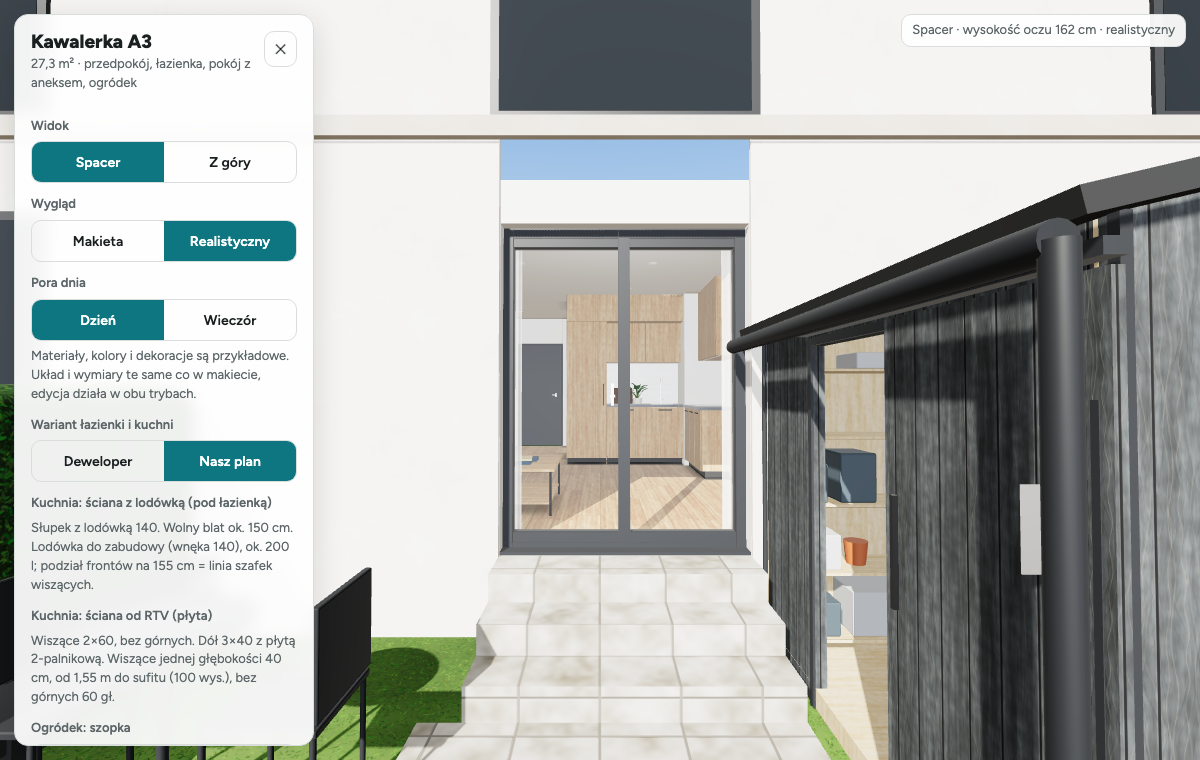 Kawalerka A3
27,3 m² · przedpokój, łazienka, pokój z
aneksem, ogródek
Spacer · wysokość oczu 162 cm · realistyczny
Widok
Spacer
Z góry
Wygląd
Makieta
Realistyczny
Pora dnia
Dzień
Wieczór
Materiały, kolory i dekoracje są przykładowe.
Układ i wymiary te same co w makiecie,
edycja działa w obu trybach.
Wariant łazienki i kuchni
Deweloper
Nasz plan
Kuchnia: ściana z lodówką (pod łazienką)
Słupek z lodówką 140. Wolny blat ok. 150 cm.
Lodówka do zabudowy (wnęka 140), ok. 200
l; podział frontów na 155 cm = linia szafek
wiszących.
Kuchnia: ściana od RTV (płyta)
Wiszące 2×60, bez górnych. Dół 3×40 z płytą
2-palnikową. Wiszące jednej głębokości 40
cm, od 1,55 m do sufitu (100 wys.), bez
górnych 60 gł.
Ogródek: szopka